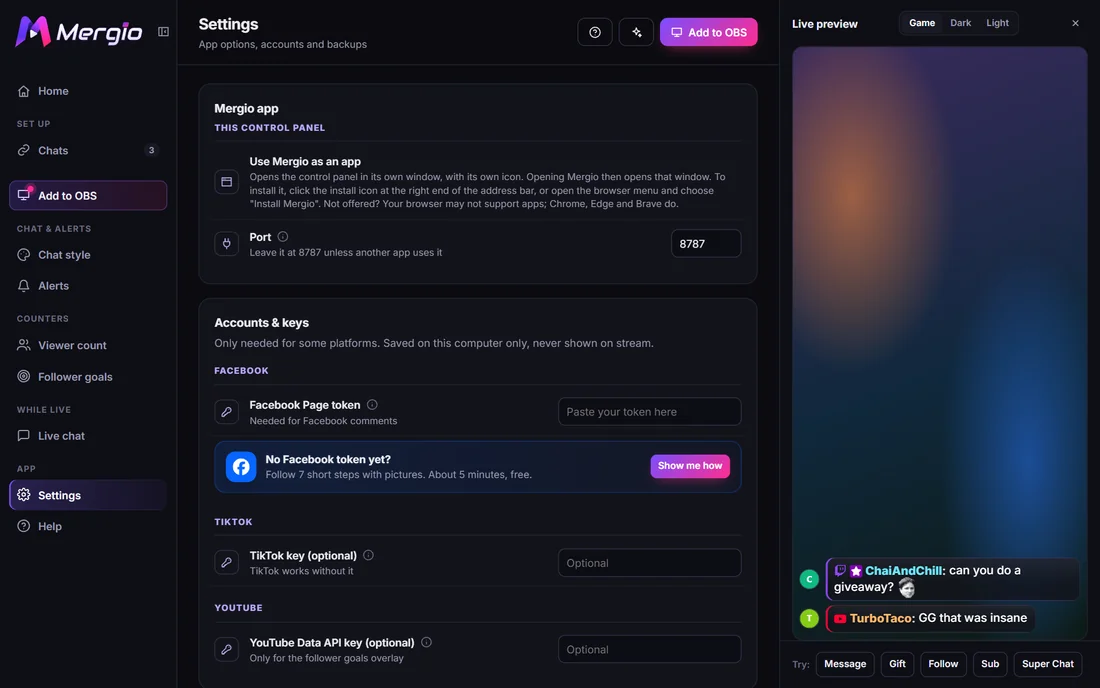 Mergio
Home
SET UP
Chats
3
Add to OBS
CHAT & ALERTS
Chat style
Alerts
COUNTERS
Viewer count
Follower goals
WHILE LIVE
Live chat
APP
Settings
Help
Settings
App options, accounts and backups
Add to OBS
Mergio app
THIS CONTROL PANEL
Use Mergio as an app
Opens the control panel in its own window, with its own icon. Opening Mergio then opens that window. To
install it, click the install icon at the right end of the address bar, or open the browser menu and choose
"Install Mergio". Not offered? Your browser may not support apps; Chrome, Edge and Brave do.
Port
Leave it at 8787 unless another app uses it
8787
Accounts & keys
Only needed for some platforms. Saved on this computer only, never shown on stream.
FACEBOOK
Facebook Page token
Needed for Facebook comments
Paste your token here
No Facebook token yet?
Follow 7 short steps with pictures. About 5 minutes, free.
Show me how
TIKTOK
TikTok key (optional)
TikTok works without it
Optional
YOUTUBE
YouTube Data API key (optional)
Only for the follower goals overlay
Optional
Live preview
Game Dark Light
C
ChaiAndChill: can you do a
giveaway?
T
TurboTaco: GG that was insane
Try: Message Gift Follow Sub Super Chat